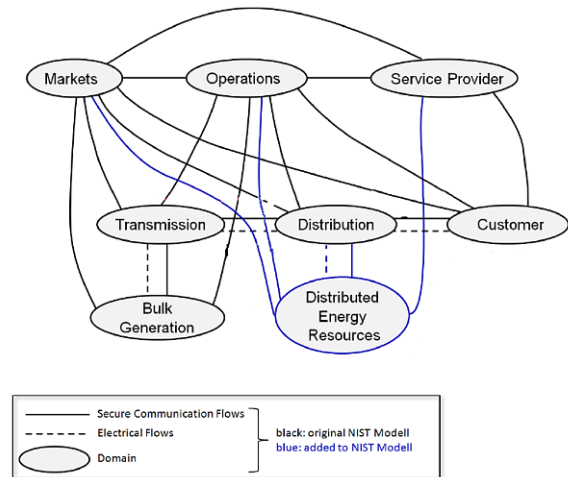 Markets
Operations
Service Provider
Transmission
Distribution
Customer
Bulk
Generation
Distributed
Energy
Resources
Secure Communication Flows
Electrical Flows
Domain
black: original NIST Modell
blue: added to NIST Modell